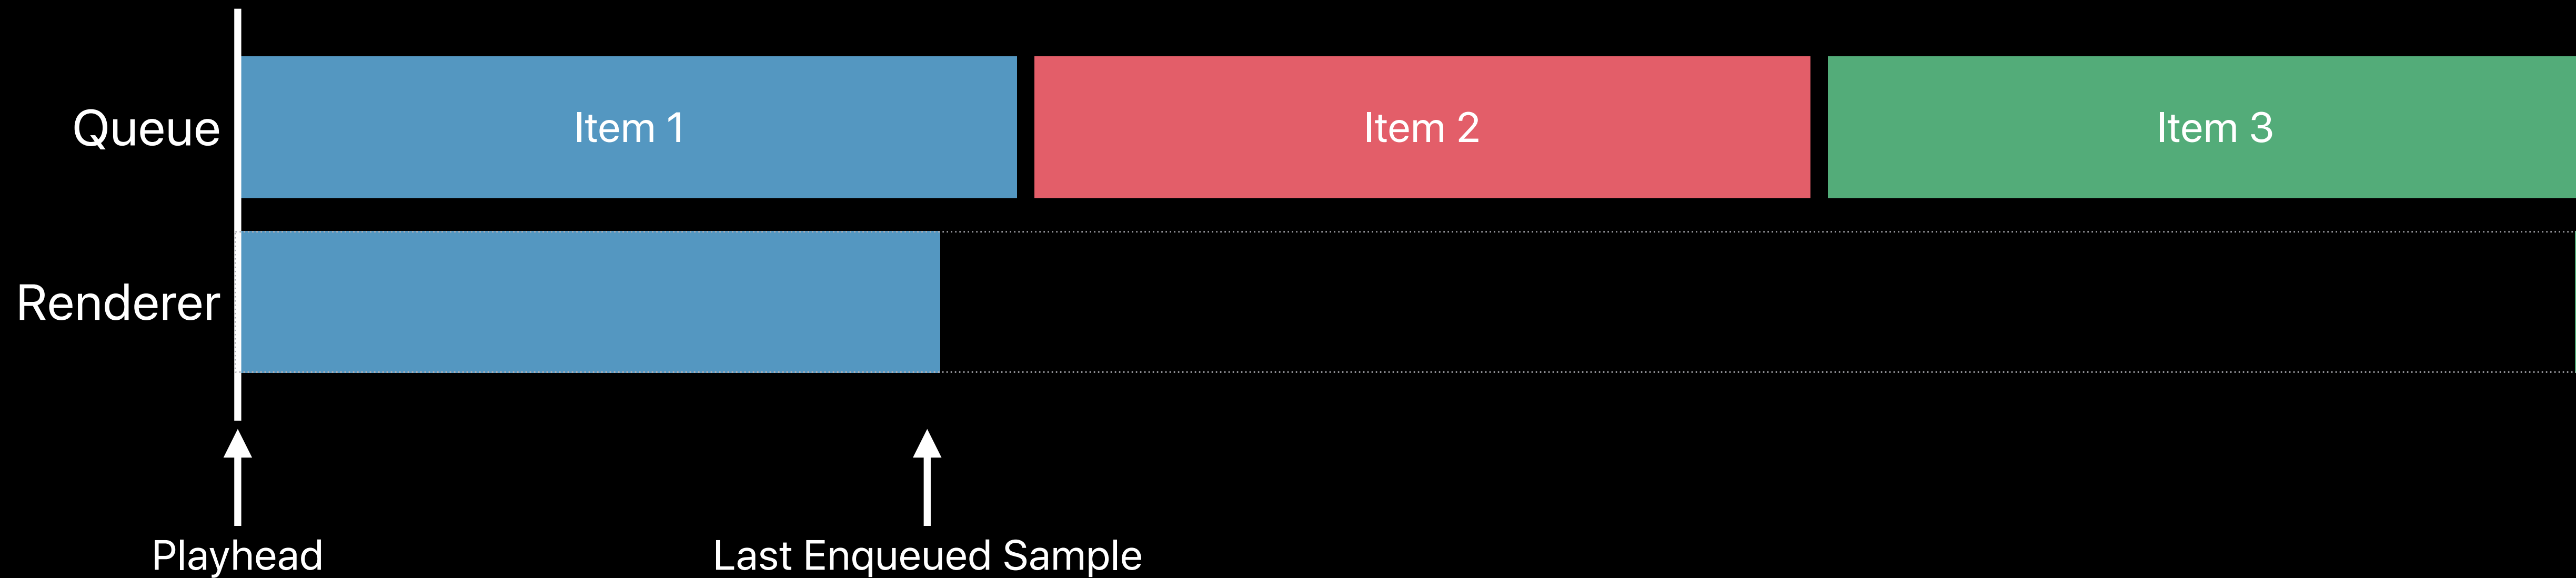 Queue
Item 1
Item 2
Item 3
Renderer
Playhead
Last Enqueued Sample